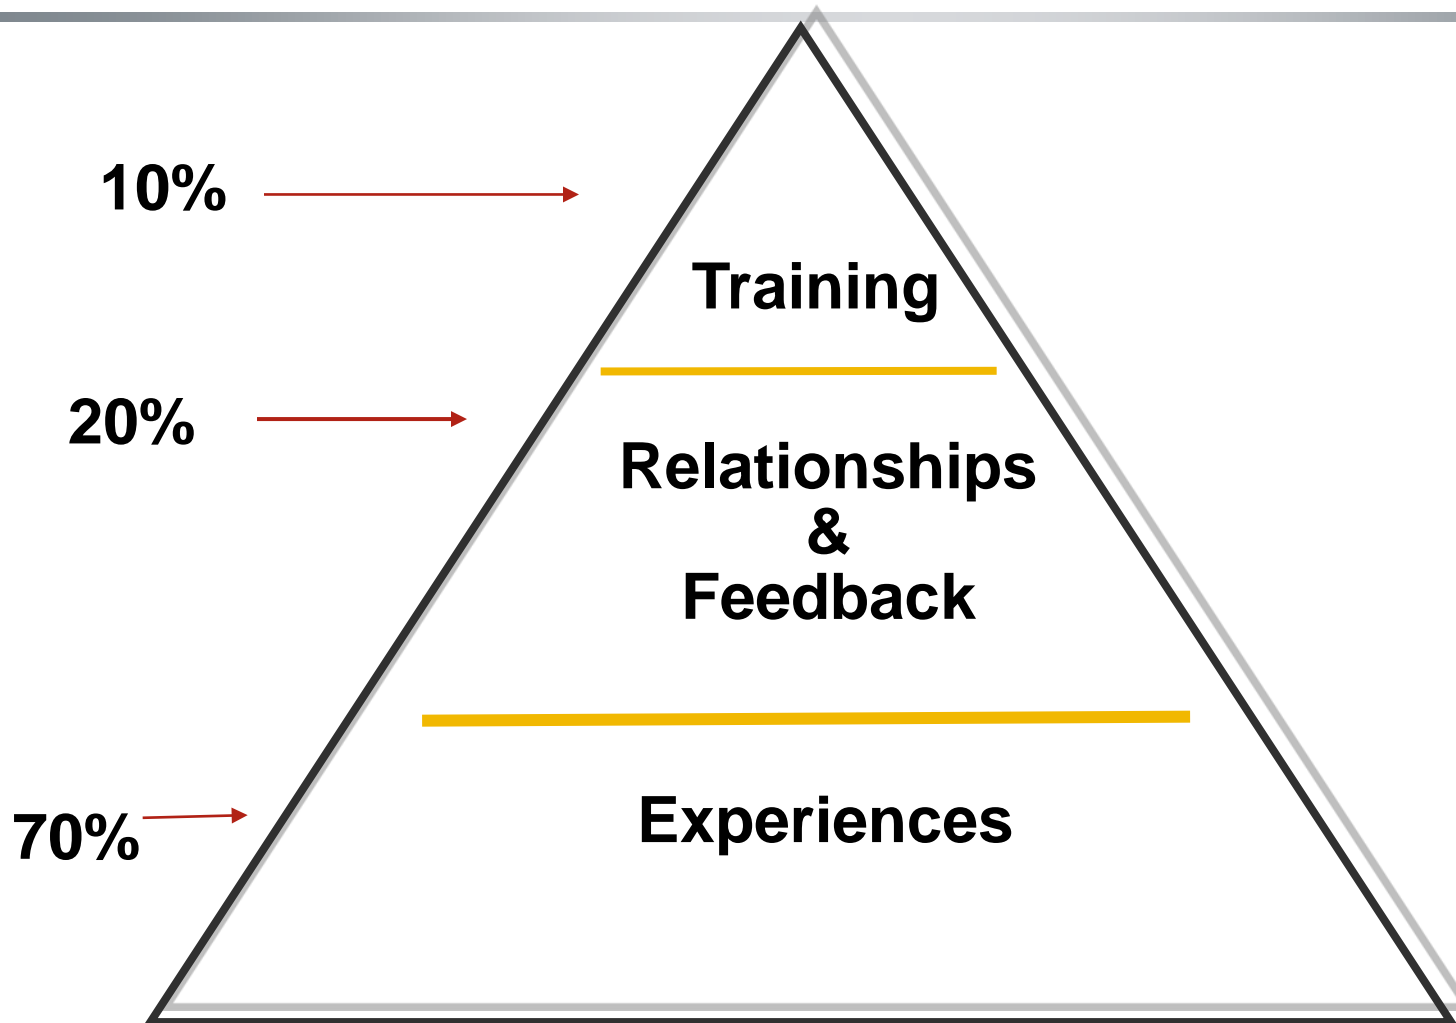 10%
Training
20%
Relationships
&
Feedback
70%
Experiences